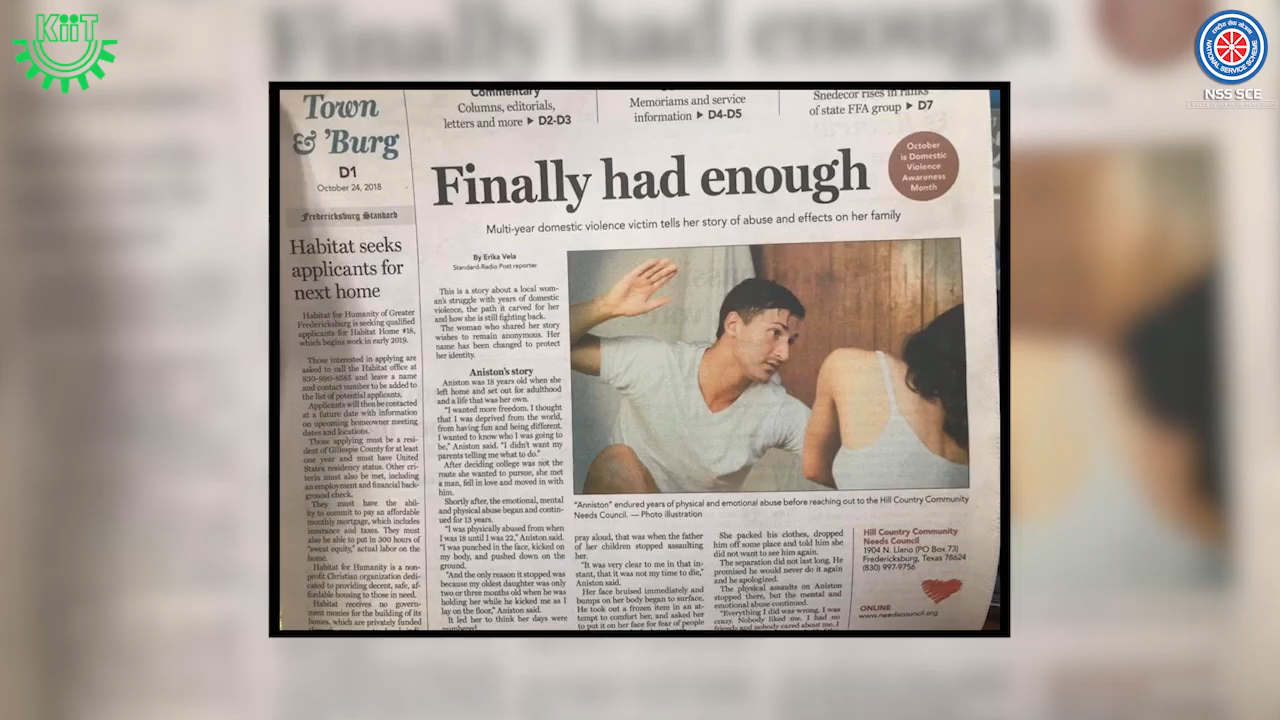 KiiT
राष्ट्रीय सेवा योजना
NATIONAL SERVICE SCHEME
NSS SCE
Town
& 'Burg
D1
October 24, 2018
Fredericksburg Standard
Commentary
Columns, editorials,
letters and more ▶ D2-D3
Memoriams and service
information ▶ D4-D5
Snedecor rises in ranks
of state FFA group ▶ D7
Finally had enough
October
is Domestic
Violence
Awareness
Month
Multi-year domestic violence victim tells her story of abuse and effects on her family
Habitat seeks
applicants for
next home
Habitat for Humanity of Greater
Fredericksburg is seeking qualified
applicants for Habitat Home #18,
which begins work in early 2019.
Those interested in applying are
asked to call the Habitat office at
830-990-8585 and leave a name
and contact number to be added to
the list of potential applicants.
Applicants will then be contacted
at a future date with information
on upcoming homeowner meeting
dates and locations.
Those applying must be a resi-
dent of Gillespie County for at least
one year and must have United
States residency status. Other cri-
teria must also be met, including
an employment and financial back-
ground check.
They must have the abil-
ity to commit to pay an affordable
monthly mortgage, which includes
insurance and taxes. They must
also be able to put in 300 hours of
"sweat equity," actual labor on the
home.
Habitat for Humanity is a non-
profit Christian organization dedi-
cated to providing decent, safe, af-
fordable housing to those in need.
Habitat receives no govern-
ment monies for the building of its
homes, which are privately funded
By Erika Vela
Standard-Radio Post reporter
This is a story about a local wom-
an's struggle with years of domestic
violence, the path it carved for her
and how she is still fighting back.
The woman who shared her story
wishes to remain anonymous. Her
name has been changed to protect
her identity.
Aniston's story
Aniston was 18 years old when she
left home and set out for adulthood
and a life that was her own.
"I wanted more freedom. I thought
that I was deprived from the world,
from having fun and being different.
I wanted to know who I was going to
be," Aniston said. "I didn't want my
parents telling me what to do."
After deciding college was not the
route she wanted to pursue, she met
a man, fell in love and moved in with
him.
Shortly after, the emotional, mental
and physical abuse began and contin-
ued for 13 years.
"I was physically abused from when
I was 18 until I was 22," Aniston said.
"I was punched in the face, kicked on
my body, and pushed down on the
ground.
"And the only reason it stopped was
because my oldest daughter was only
two or three months old when he was
holding her while he kicked me as I
lay on the floor," Aniston said.
It led her to think her days were
numbered.
"Anniston" endured years of physical and emotional abuse before reaching out to the Hill Country Community
Needs Council. — Photo illustration
pray aloud, that was when the father
of her children stopped assaulting
her.
"It was very clear to me in that in-
stant, that it was not my time to die,"
Aniston said.
Her face bruised immediately and
bumps on her body began to surface.
He took out a frozen item in an at-
tempt to comfort her, and asked her
to put it on her face for fear of people
She packed his clothes, dropped
him off some place and told him she
did not want to see him again.
The separation did not last long. He
promised he would never do it again
and he apologized.
The physical assaults on Aniston
stopped there, but the mental and
emotional abuse continued.
"Everything I did was wrong. I was
crazy. Nobody liked me. I had no
friends and nobody cared about me. I
Hill Country Community
Needs Council
1904 N. Llano (PO Box 73)
Fredericksburg, Texas 78624
(830) 997-9756
ONLINE
www.needscouncil.org